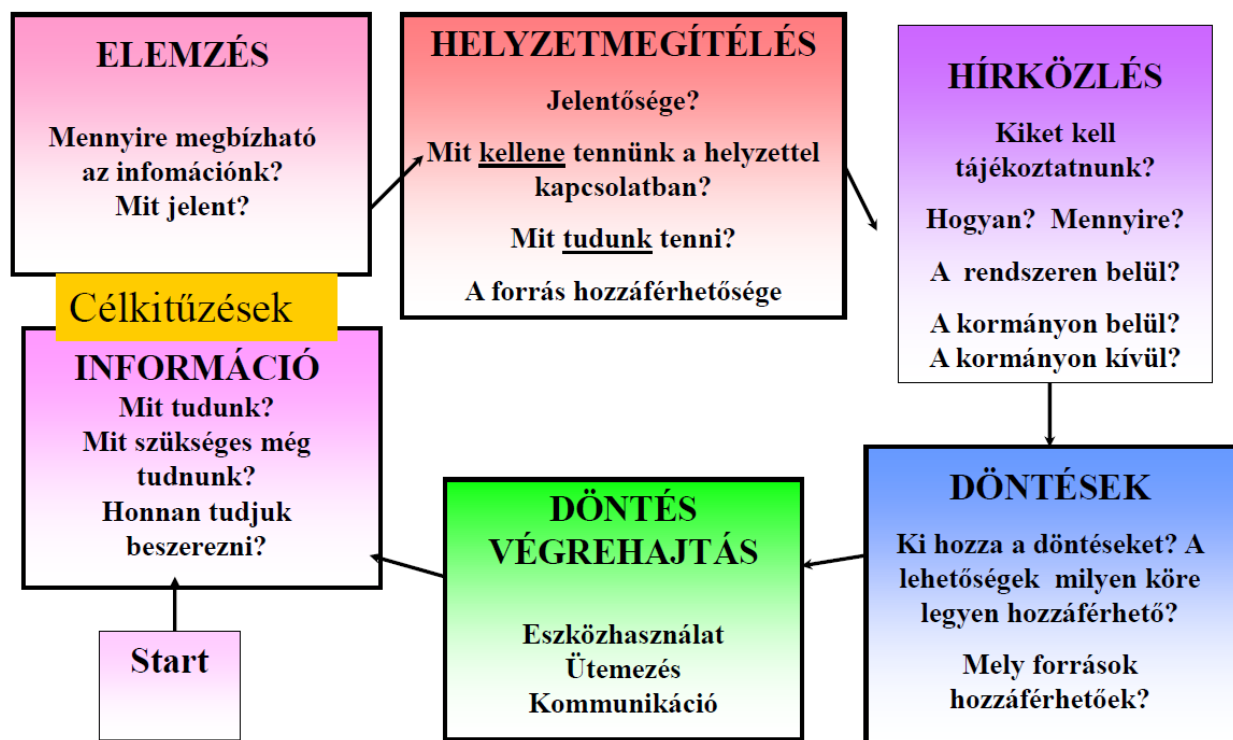 ELEMZÉS
Mennyire megbízható
az infomációnk?
Mit jelent?
HELYZETMEGÍTÉLÉS
Jelentősége?
Mit kellene tennünk a helyzettel
kapcsolatban?
Mit tudunk tenni?
A forrás hozzáférhetősége
HÍRKÖZLÉS
Kiket kell
tájékoztatnunk?
Hogyan? Mennyire?
A rendszeren belül?
A kormányon belül?
A kormányon kívül?
Célkitűzések
INFORMÁCIÓ
Mit tudunk?
Mit szükséges még
tudnunk?
Honnan tudjuk
beszerezni?
Start
DÖNTÉS
VÉGREHAJTÁS
Eszközhasználat
Ütemezés
Kommunikáció
DÖNTÉSEK
Ki hozza a döntéseket? A
lehetőségek milyen köre
legyen hozzáférhető?
Mely források
hozzáférhetőek?